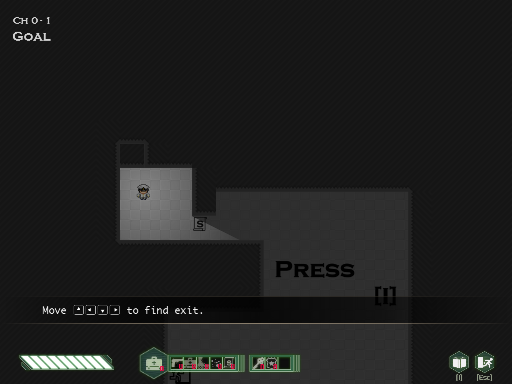 Ch 0-1
Goal
S
Press
[I]
Move to find exit.
S
[I] [Esc]